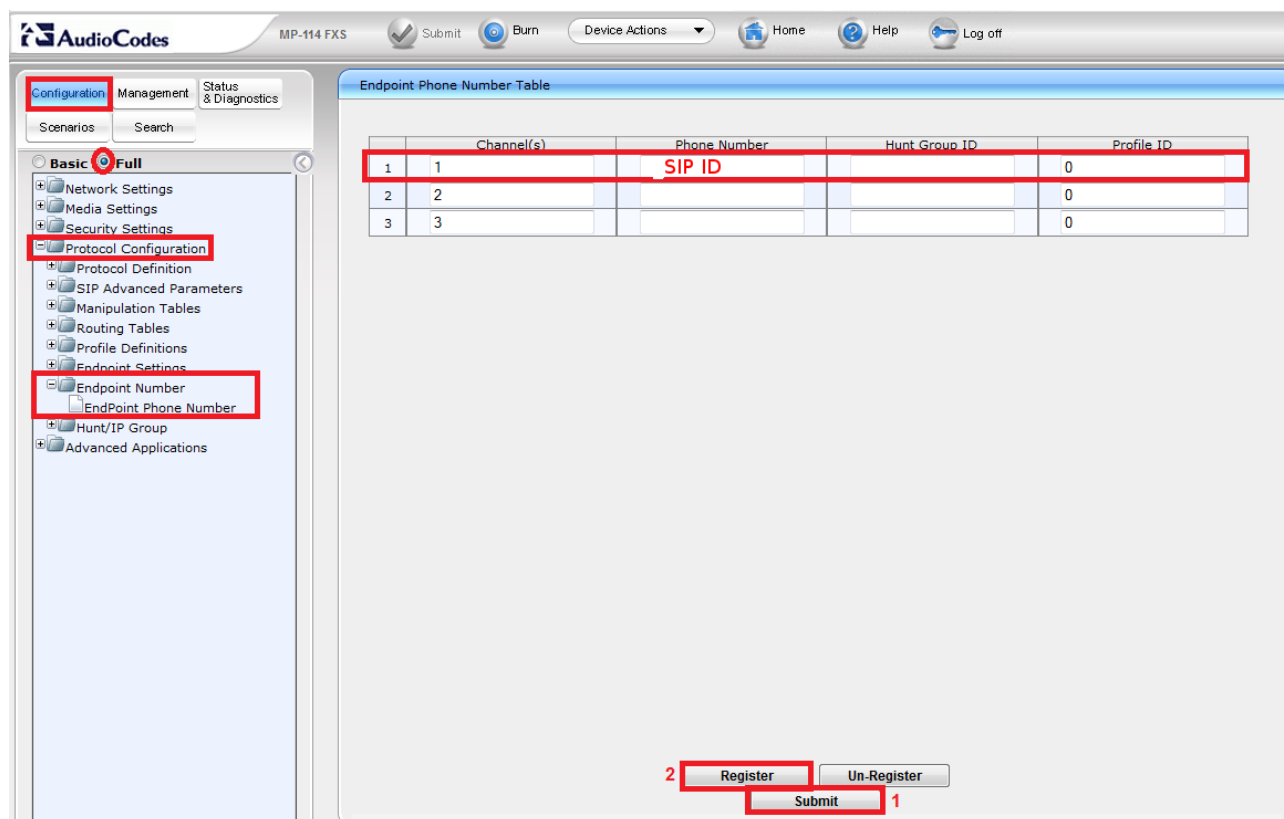 AudioCodes MP-114 FXS Submit Burn Device Actions Home Help Log off
Configuration Management Status & Diagnostics
Scenarios Search
Basic Full
Network Settings
Media Settings
Security Settings
Protocol Configuration
Protocol Definition
SIP Advanced Parameters
Manipulation Tables
Routing Tables
Profile Definitions
Endpoint Settings
Endpoint Number
EndPoint Phone Number
Hunt/IP Group
Advanced Applications
Endpoint Phone Number Table
Channel(s) Phone Number Hunt Group ID Profile ID
1 1 SIP ID 0
2 2 0
3 3 0
2 Register Un-Register
Submit 1